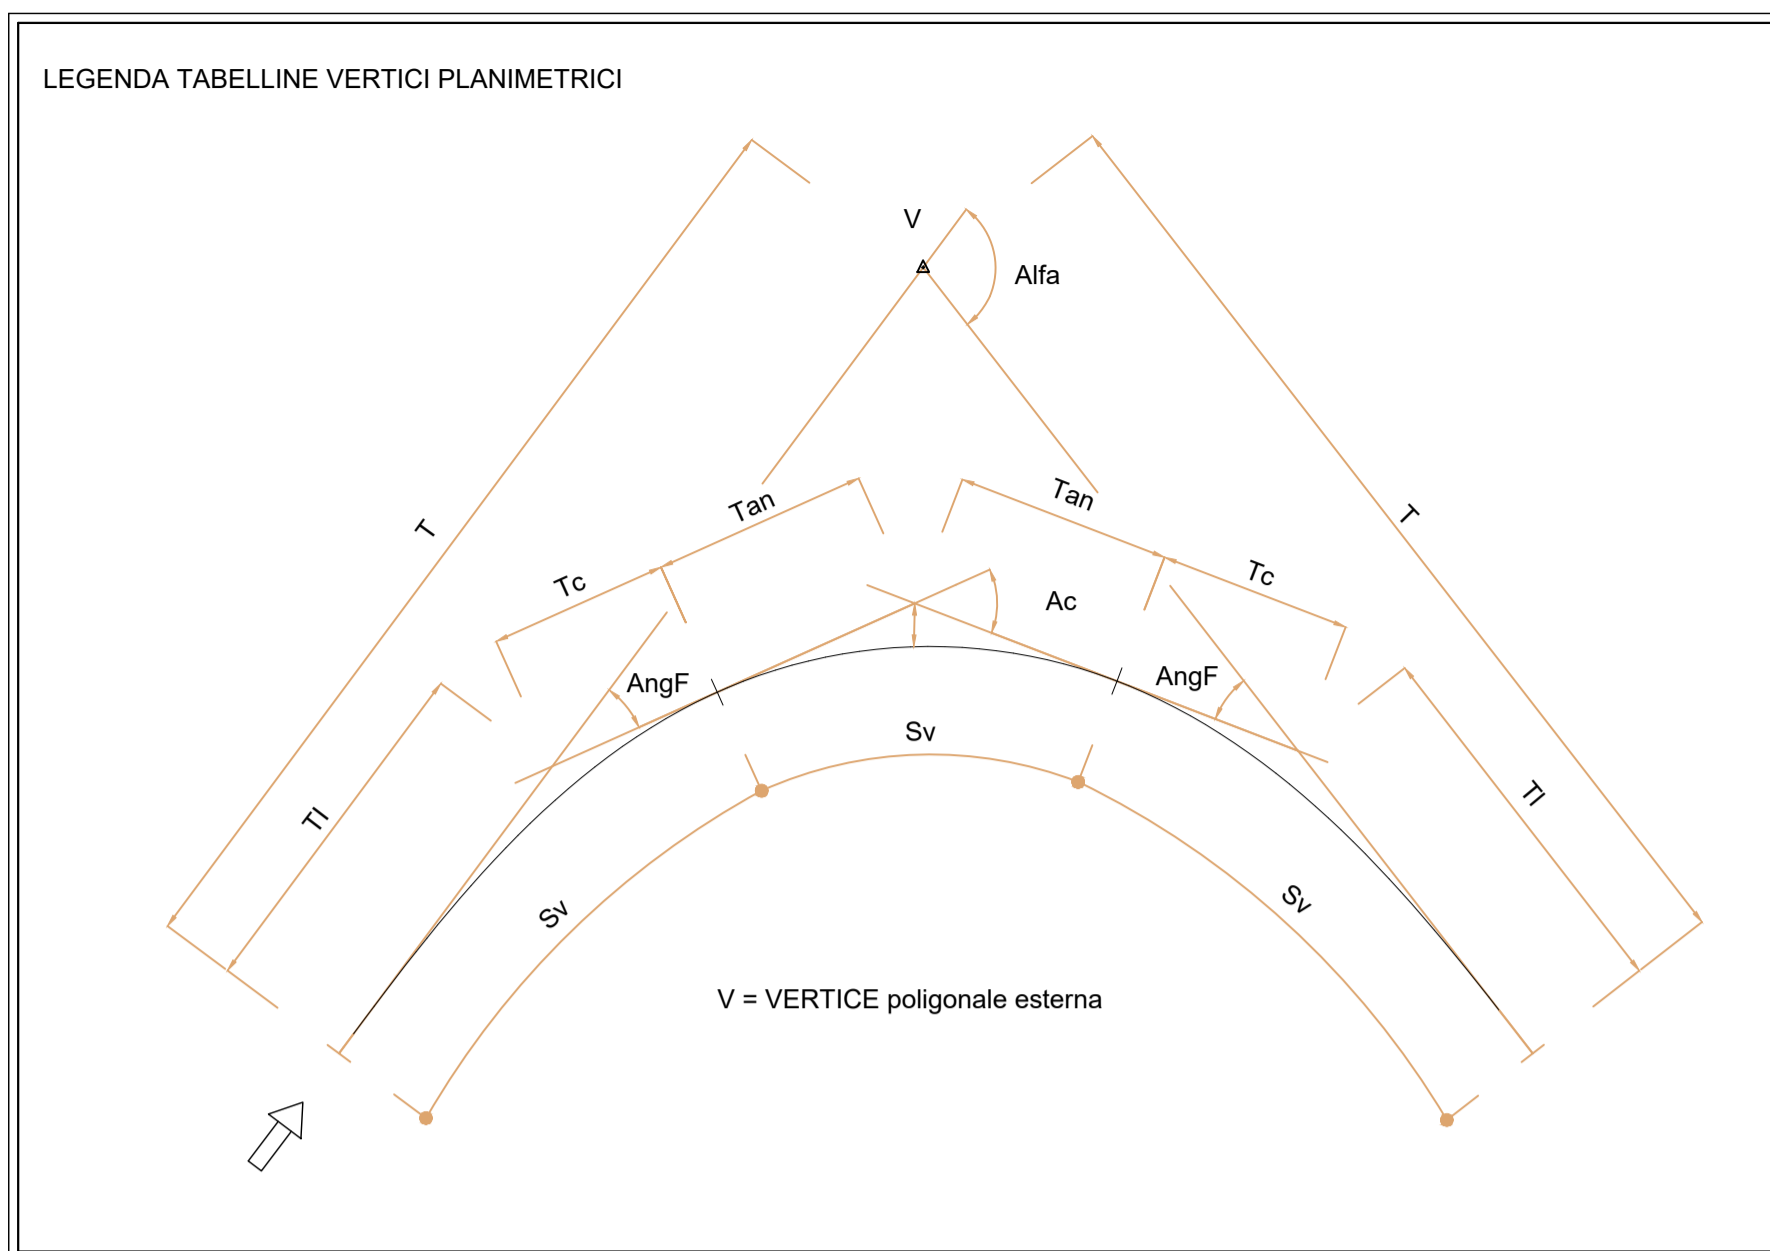 LEGENDA TABELLINE VERTICI PLANIMETRICI
V
Alfa
T
T
Tan
Tan
Tc
Tc
Ac
AngF
AngF
Sv
Tl
Tl
Sv
Sv
V = VERTICE poligonale esterna